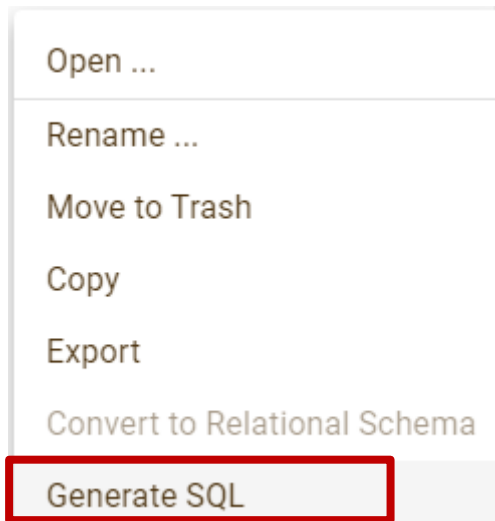 Open ...
Rename ...
Move to Trash
Copy
Export
Convert to Relational Schema
Generate SQL